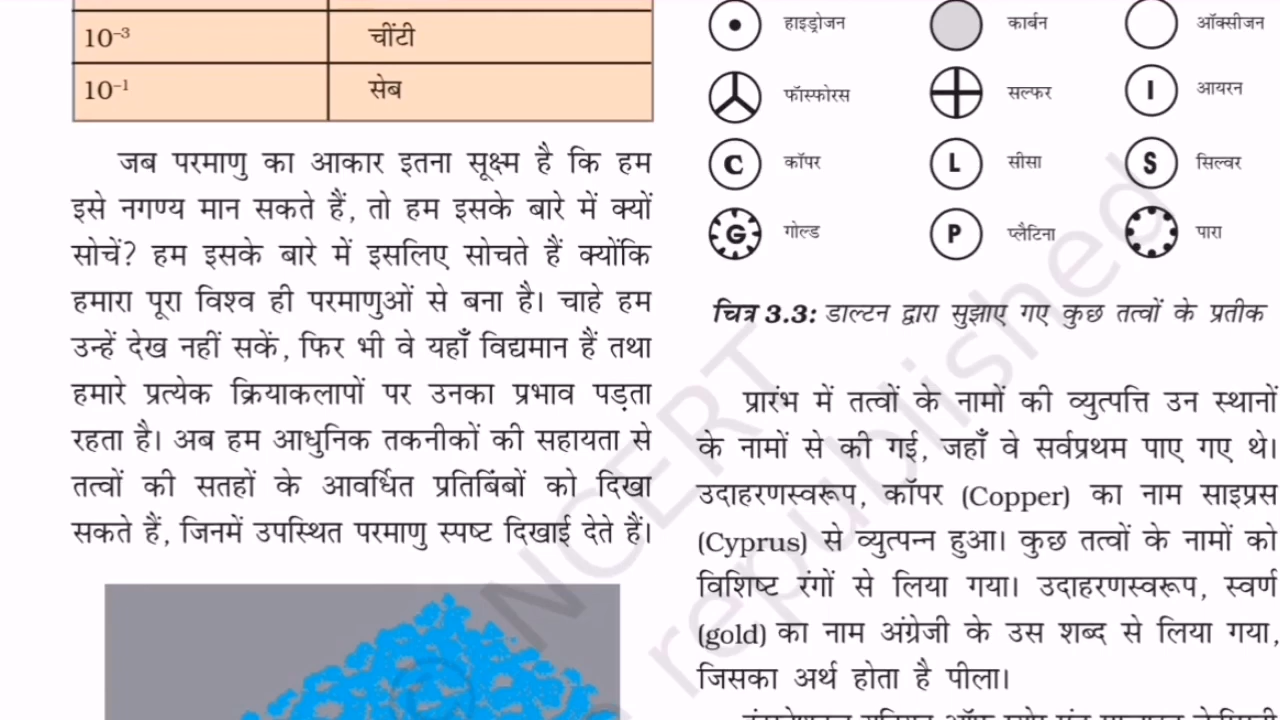 10⁻³ चींटी
10⁻¹ सेब
जब परमाणु का आकार इतना सूक्ष्म है कि हम
इसे नगण्य मान सकते हैं, तो हम इसके बारे में क्यों
सोचें? हम इसके बारे में इसलिए सोचते हैं क्योंकि
हमारा पूरा विश्व ही परमाणुओं से बना है। चाहे हम
उन्हें देख नहीं सकें, फिर भी वे यहाँ विद्यमान हैं तथा
हमारे प्रत्येक क्रियाकलापों पर उनका प्रभाव पड़ता
रहता है। अब हम आधुनिक तकनीकों की सहायता से
तत्वों की सतहों के आवर्धित प्रतिबिंबों को दिखा
सकते हैं, जिनमें उपस्थित परमाणु स्पष्ट दिखाई देते हैं।
हाइड्रोजन कार्बन ऑक्सीजन
फॉस्फोरस सल्फर I आयरन
C कॉपर L सीसा S सिल्वर
G गोल्ड P प्लैटिना पारा
चित्र 3.3: डाल्टन द्वारा सुझाए गए कुछ तत्वों के प्रतीक
प्रारंभ में तत्वों के नामों की व्युत्पत्ति उन स्थानों
के नामों से की गई, जहाँ वे सर्वप्रथम पाए गए थे।
उदाहरणस्वरूप, कॉपर (Copper) का नाम साइप्रस
(Cyprus) से व्युत्पन्न हुआ। कुछ तत्वों के नामों को
विशिष्ट रंगों से लिया गया। उदाहरणस्वरूप, स्वर्ण
(gold) का नाम अंग्रेजी के उस शब्द से लिया गया,
जिसका अर्थ होता है पीला।
© NCERT
republished